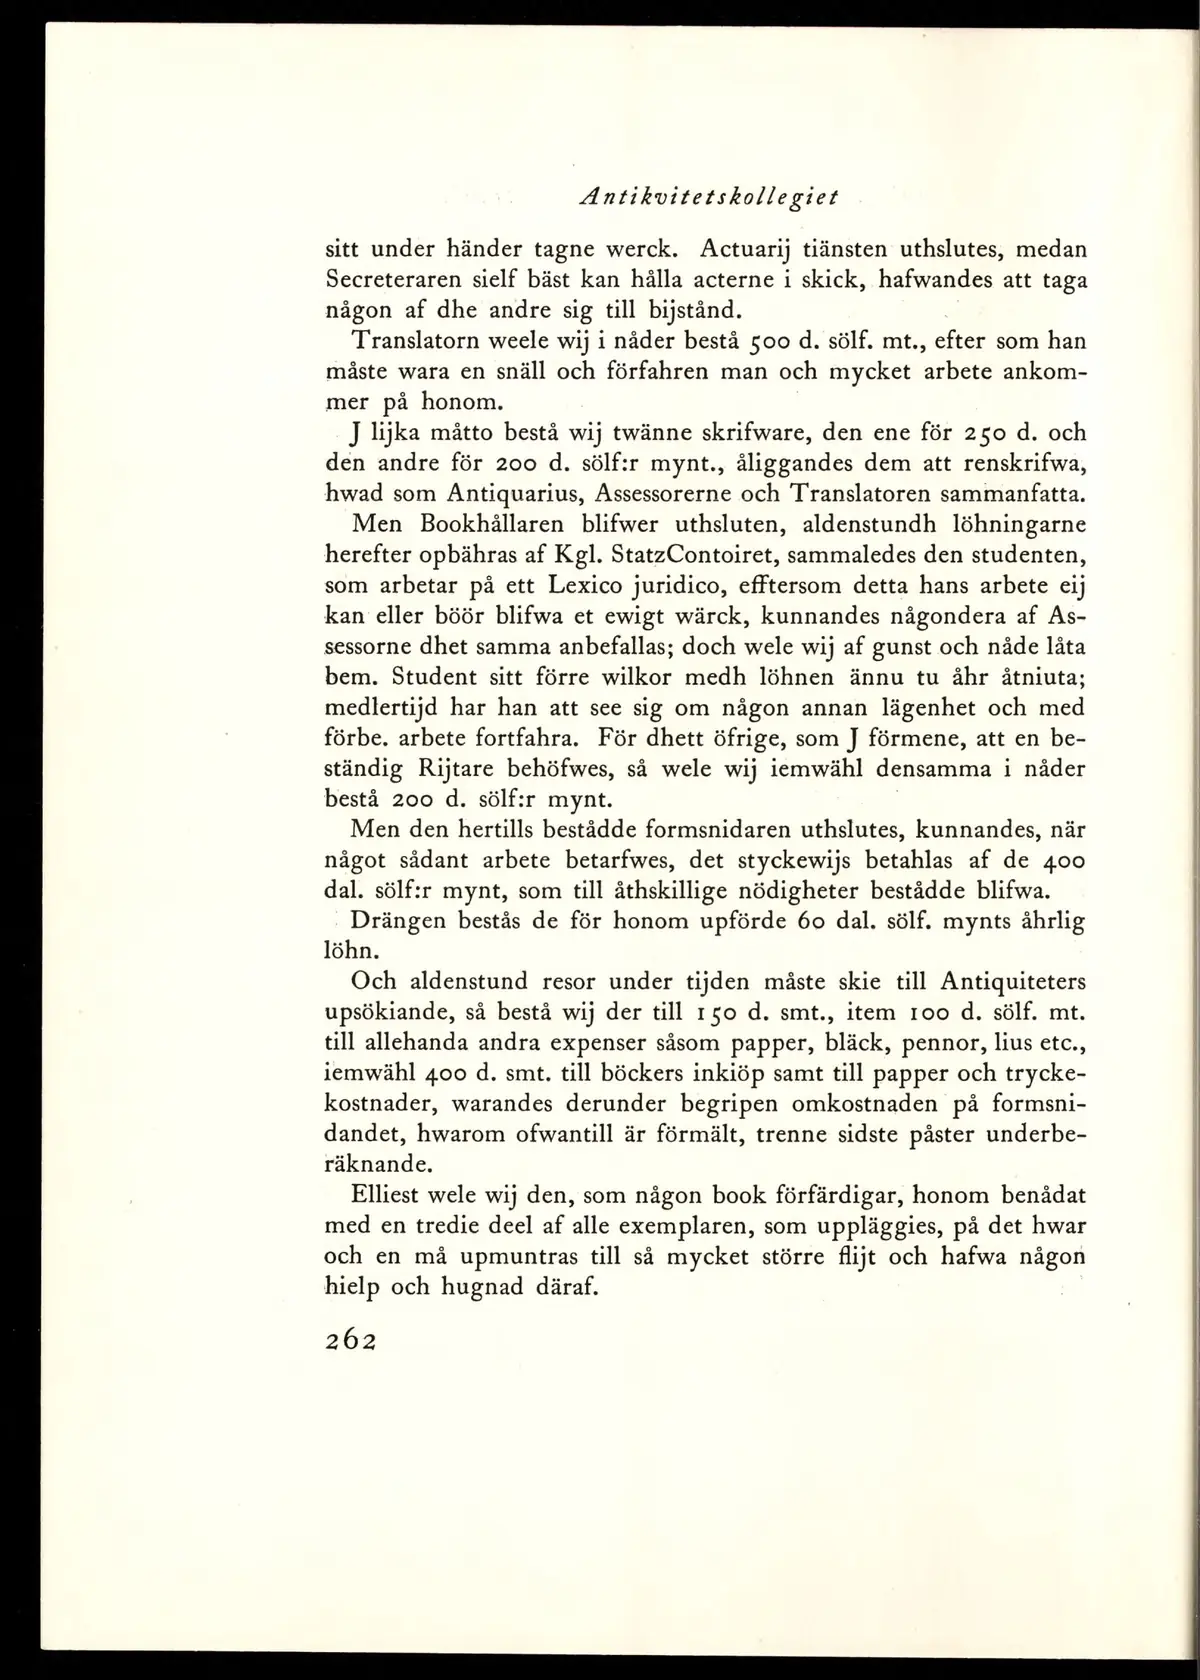 Antikvitetskollegiet
sitt under händer tagne werck. Actuarij tiänsten uthslutes, medan
Secreteraren sielf bäst kan hålla acterne i skick, hafwandes att taga
någon af dhe andre sig till bijstånd.
Translatorn weele wij i nåder bestå 500 d. sölf. mt., efter som han
måste wara en snäll och förfahren man och mycket arbete ankom-
mer på honom.
J lijka måtto bestå wij twänne skrifware, den ene för 250 d. och
den andre för 200 d. sölf:r mynt., åliggandes dem att renskrifwa,
hwad som Antiquarius, Assessorerne och Translatoren sammanfatta.
Men Bookhållaren blifwer uthsluten, aldenstundh löhningarne
herefter opbähras af Kgl. StatzContoiret, sammaledes den studenten,
som arbetar på ett Lexico juridico, efftersom detta hans arbete eij
kan eller böör blifwa et ewigt wärck, kunnandes någondera af As-
sessorne dhet samma anbefallas; doch wele wij af gunst och nåde låta
bem. Student sitt förre wilkor medh löhnen ännu tu åhr åtniuta;
medlertijd har han att see sig om någon annan lägenhet och med
förbe. arbete fortfahra. För dhett öfrige, som J förmene, att en be-
ständig Rijtare behöfwes, så wele wij iemwähl densamma i nåder
bestå 200 d. sölf:r mynt.
Men den hertills bestådde formsnidaren uthslutes, kunnandes, när
något sådant arbete betarfwes, det styckewijs betahlas af de 400
dal. sölf:r mynt, som till åthskillige nödigheter bestådde blifwa.
Drängen bestås de för honom upförde 60 dal. sölf. mynts åhrlig
löhn.
Och aldenstund resor under tijden måste skie till Antiquiteters
upsökiande, så bestå wij der till 150 d. smt., item 100 d. sölf. mt.
till allehanda andra expenser såsom papper, bläck, pennor, lius etc.,
iemwähl 400 d. smt. till böckers inkiöp samt till papper och trycke-
kostnader, warandes derunder begripen omkostnaden på formsni-
dandet, hwarom ofwantill är förmält, trenne sidste påster underbe-
räknande.
Elliest wele wij den, som någon book förfärdigar, honom benådat
med en tredie deel af alle exemplaren, som uppläggies, på det hwar
och en må upmuntras till så mycket större flijt och hafwa någon
hielp och hugnad däraf.
262